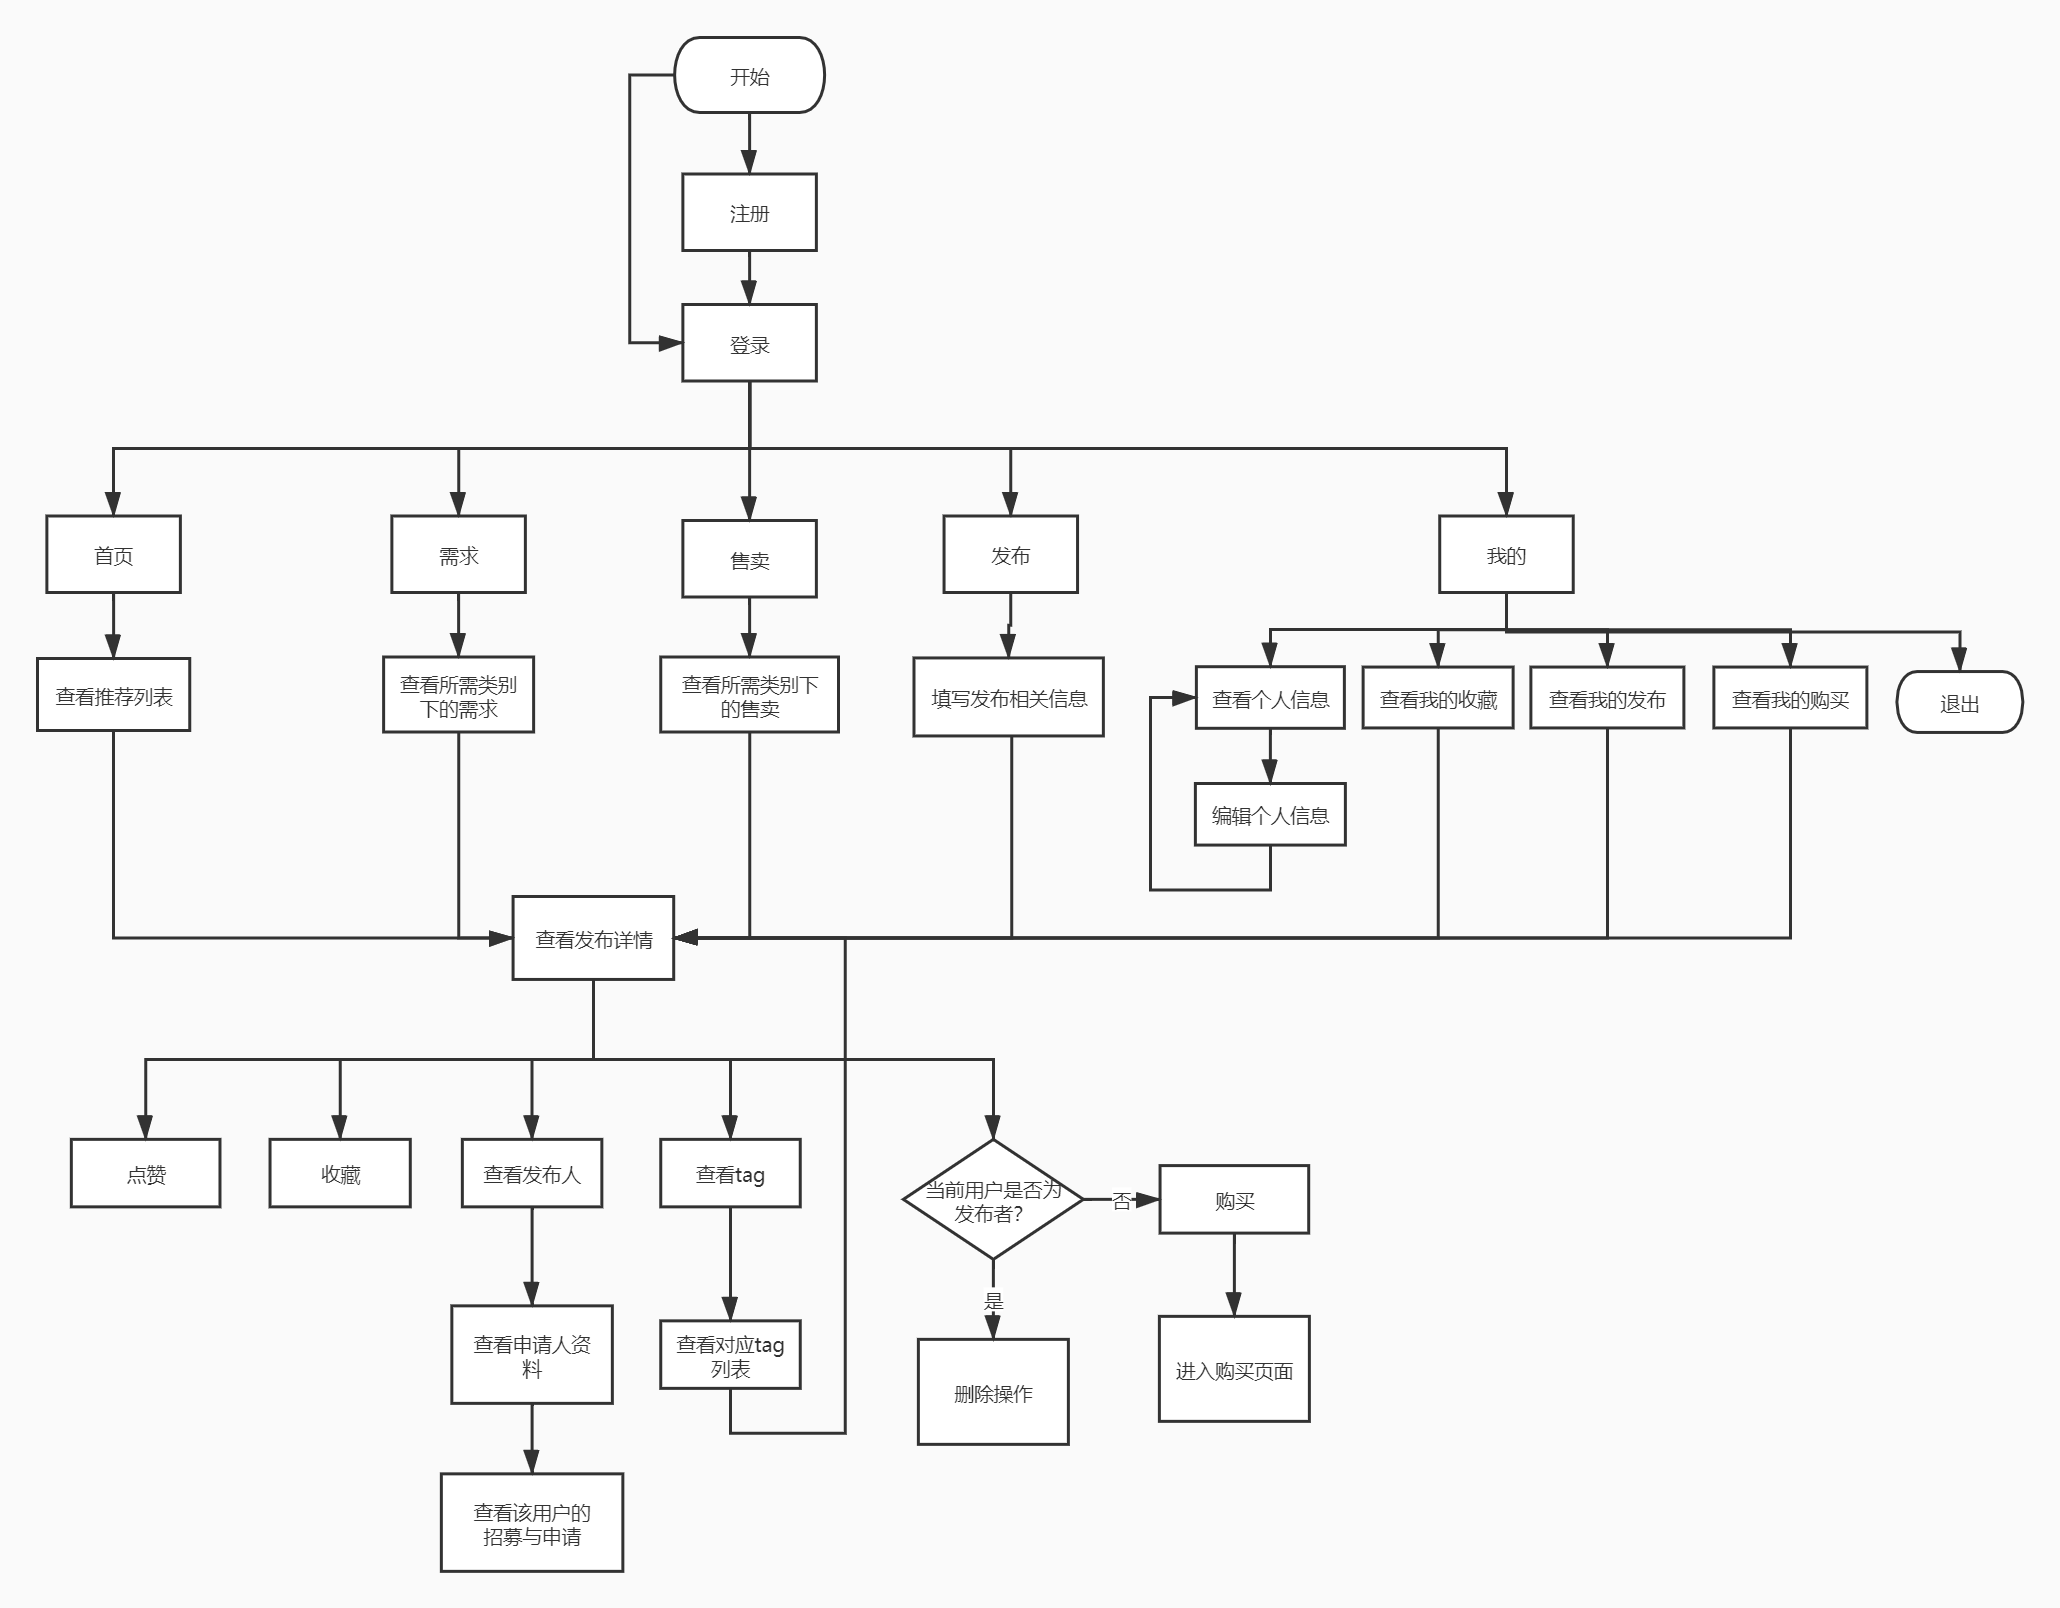 开始
注册
登录
首页
需求
售卖
发布
我的
查看推荐列表
查看所需类别
下的需求
查看所需类别下
的售卖
填写发布相关信息
查看个人信息
查看我的收藏
查看我的发布
查看我的购买
退出
编辑个人信息
查看发布详情
点赞
收藏
查看发布人
查看tag
当前用户是否为
发布者？
否
购买
是
查看申请人资
料
查看对应tag
列表
删除操作
进入购买页面
查看该用户的
招募与申请